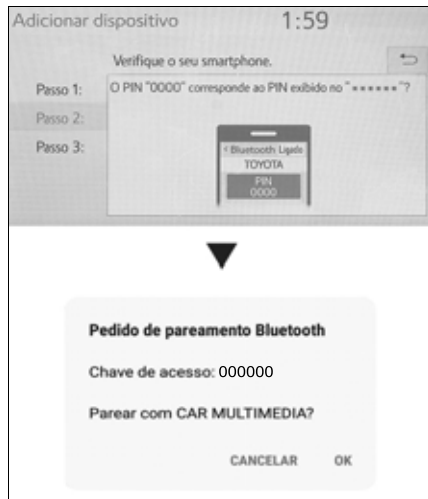 Adicionar dispositivo 1:59
Verifique o seu smartphone.
Passo 1:
O PIN "0000" corresponde ao PIN exibido no "******"?
Passo 2:
Passo 3:
< Bluetooth Ligado
TOYOTA
PIN
0000
Pedido de pareamento Bluetooth
Chave de acesso: 000000
Parear com CAR MULTIMEDIA?
CANCELAR OK